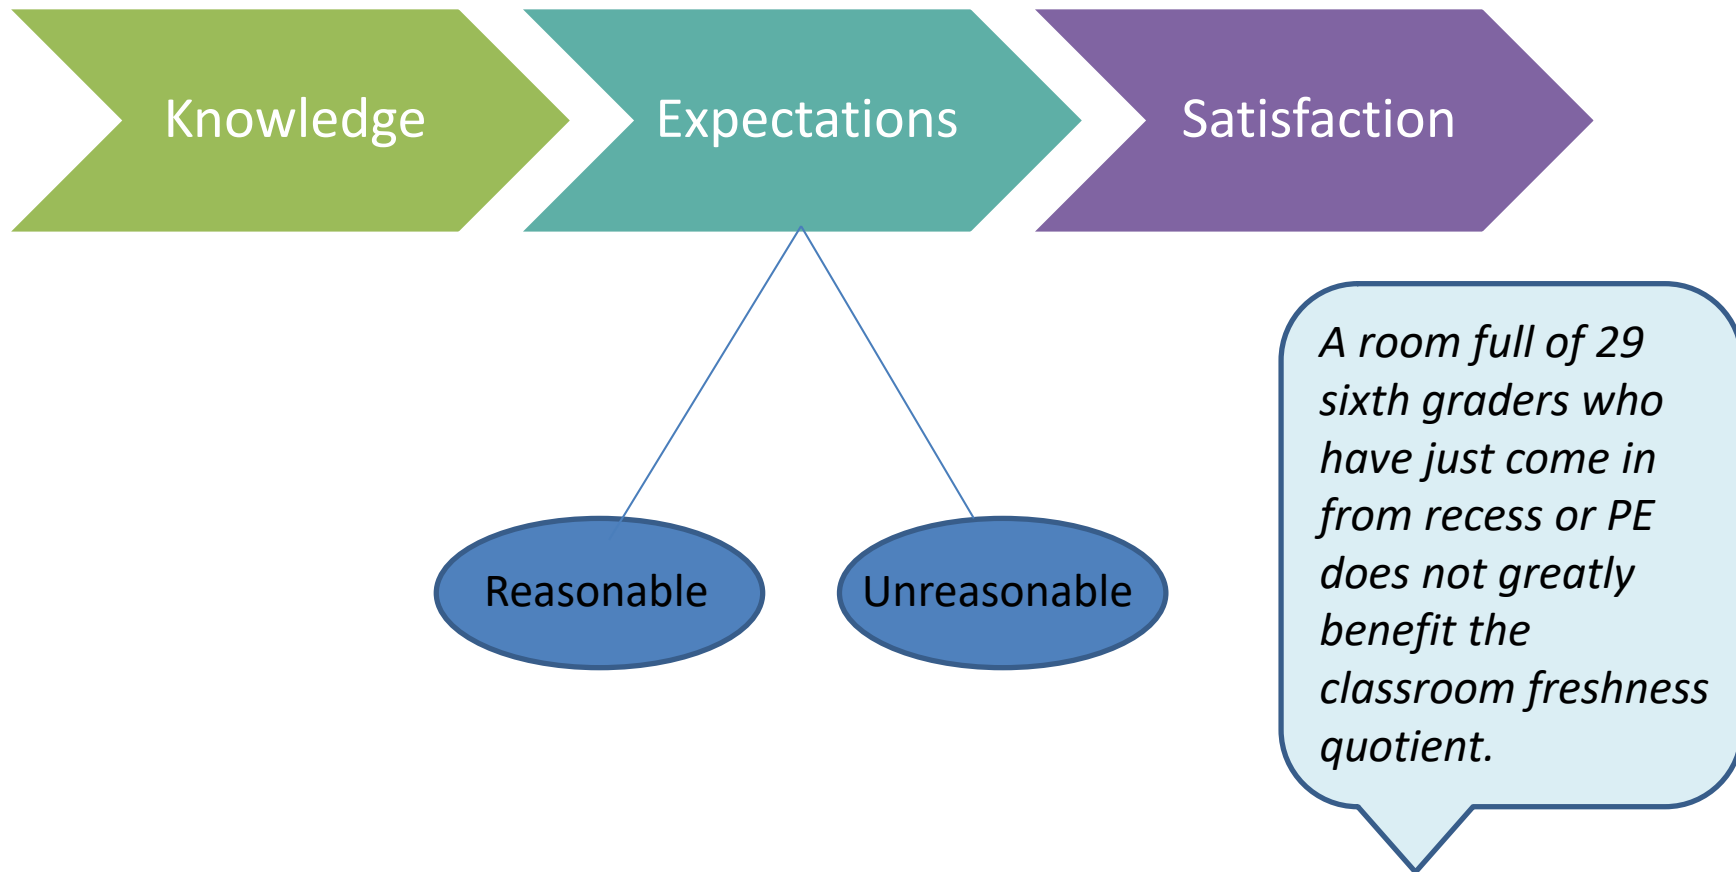 Knowledge
Expectations
Satisfaction
Reasonable
Unreasonable
A room full of 29
sixth graders who
have just come in
from recess or PE
does not greatly
benefit the
classroom freshness
quotient.